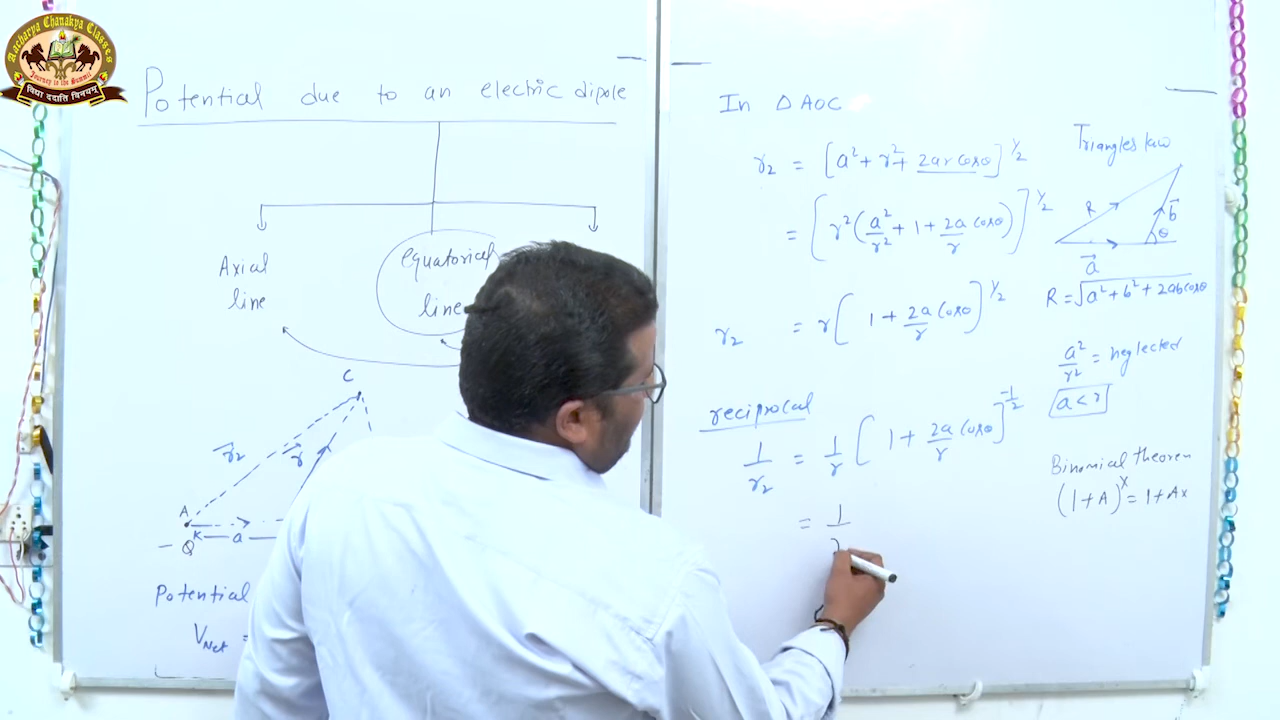 Aacharya Chanakya Classes
Journey to the Summit
विद्या ददाति विनयम्
Potential due to an electric dipole
Axial
line
equatorial
line
C
r⃗₂
r⃗
A
- Q
a
Potential
V_Net =
In △ AOC
r₂ = [a² + r² + 2ar cosθ]^1/2
= [r² (a²/r² + 1 + 2a/r cosθ)]^1/2
r₂ = r [1 + 2a/r cosθ]^1/2
reciprocal
1/r₂ = 1/r [1 + 2a/r cosθ]^-1/2
= 1/
Triangles law
R
b⃗
θ
a⃗
R = √a² + b² + 2ab cosθ
a²/r² = neglected
a < r
Binomial theorem
(1 + A)^x = 1 + Ax